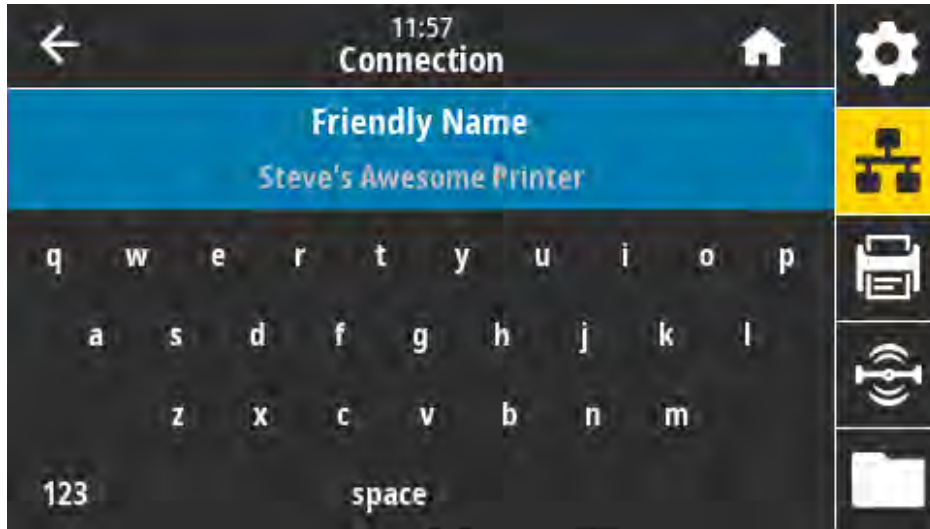 11:57
Connection
Friendly Name
Steve's Awesome Printer
q w e r t y u i o p
a s d f g h j k l
z x c v b n m
123 space